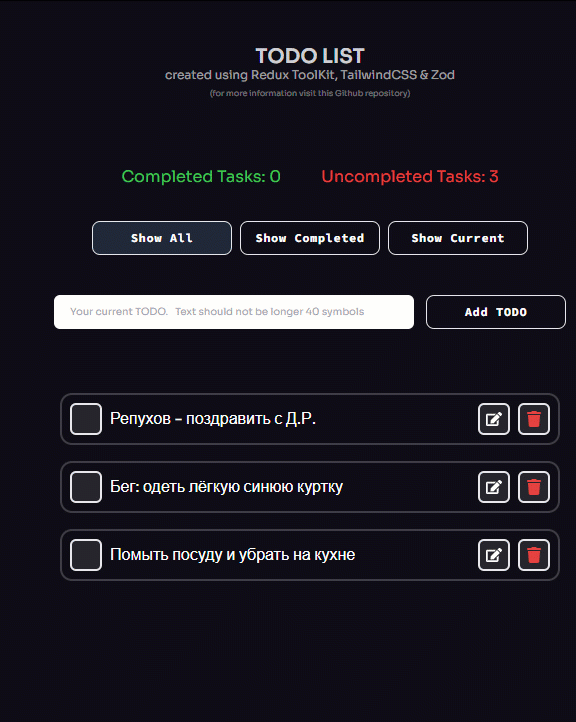 TODO LIST
created using Redux ToolKit, TailwindCSS & Zod
(for more information visit this Github repository)
Completed Tasks: 0 Uncompleted Tasks: 3
Show All Show Completed Show Current
Your current TODO. Text should not be longer 40 symbols Add TODO
Репухов - поздравить с Д.Р.
Бег: одеть лёгкую синюю куртку
Помыть посуду и убрать на кухне